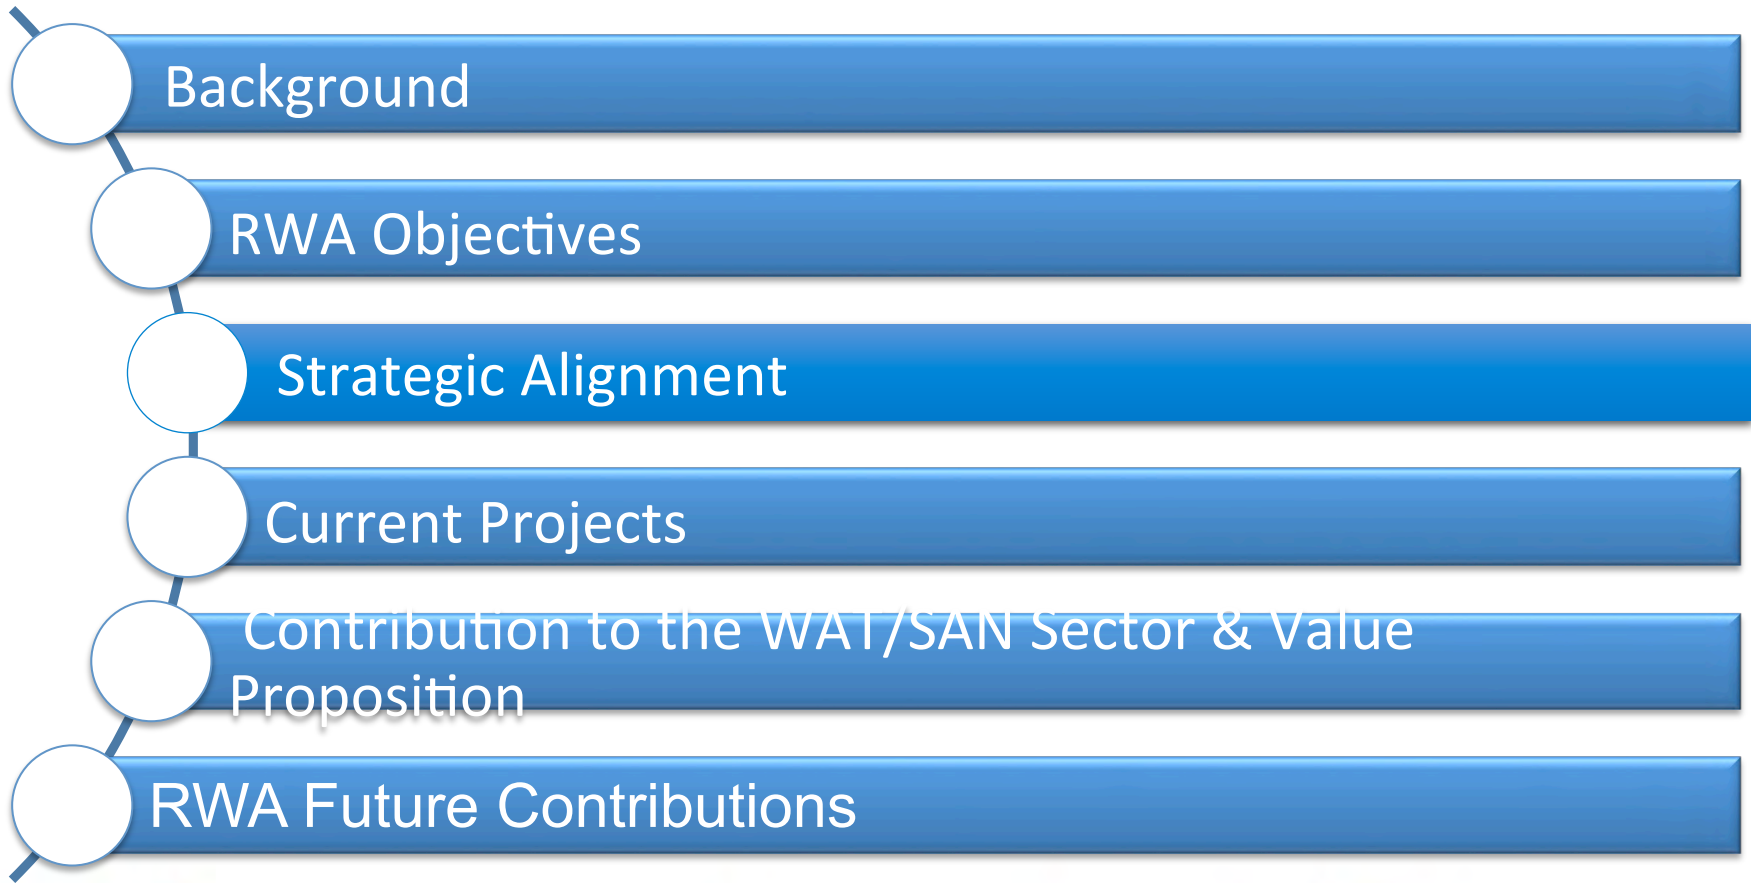 Background
RWA Objectives
Strategic Alignment
Current Projects
Contribution to the WAT/SAN Sector & Value
Proposition
RWA Future Contributions